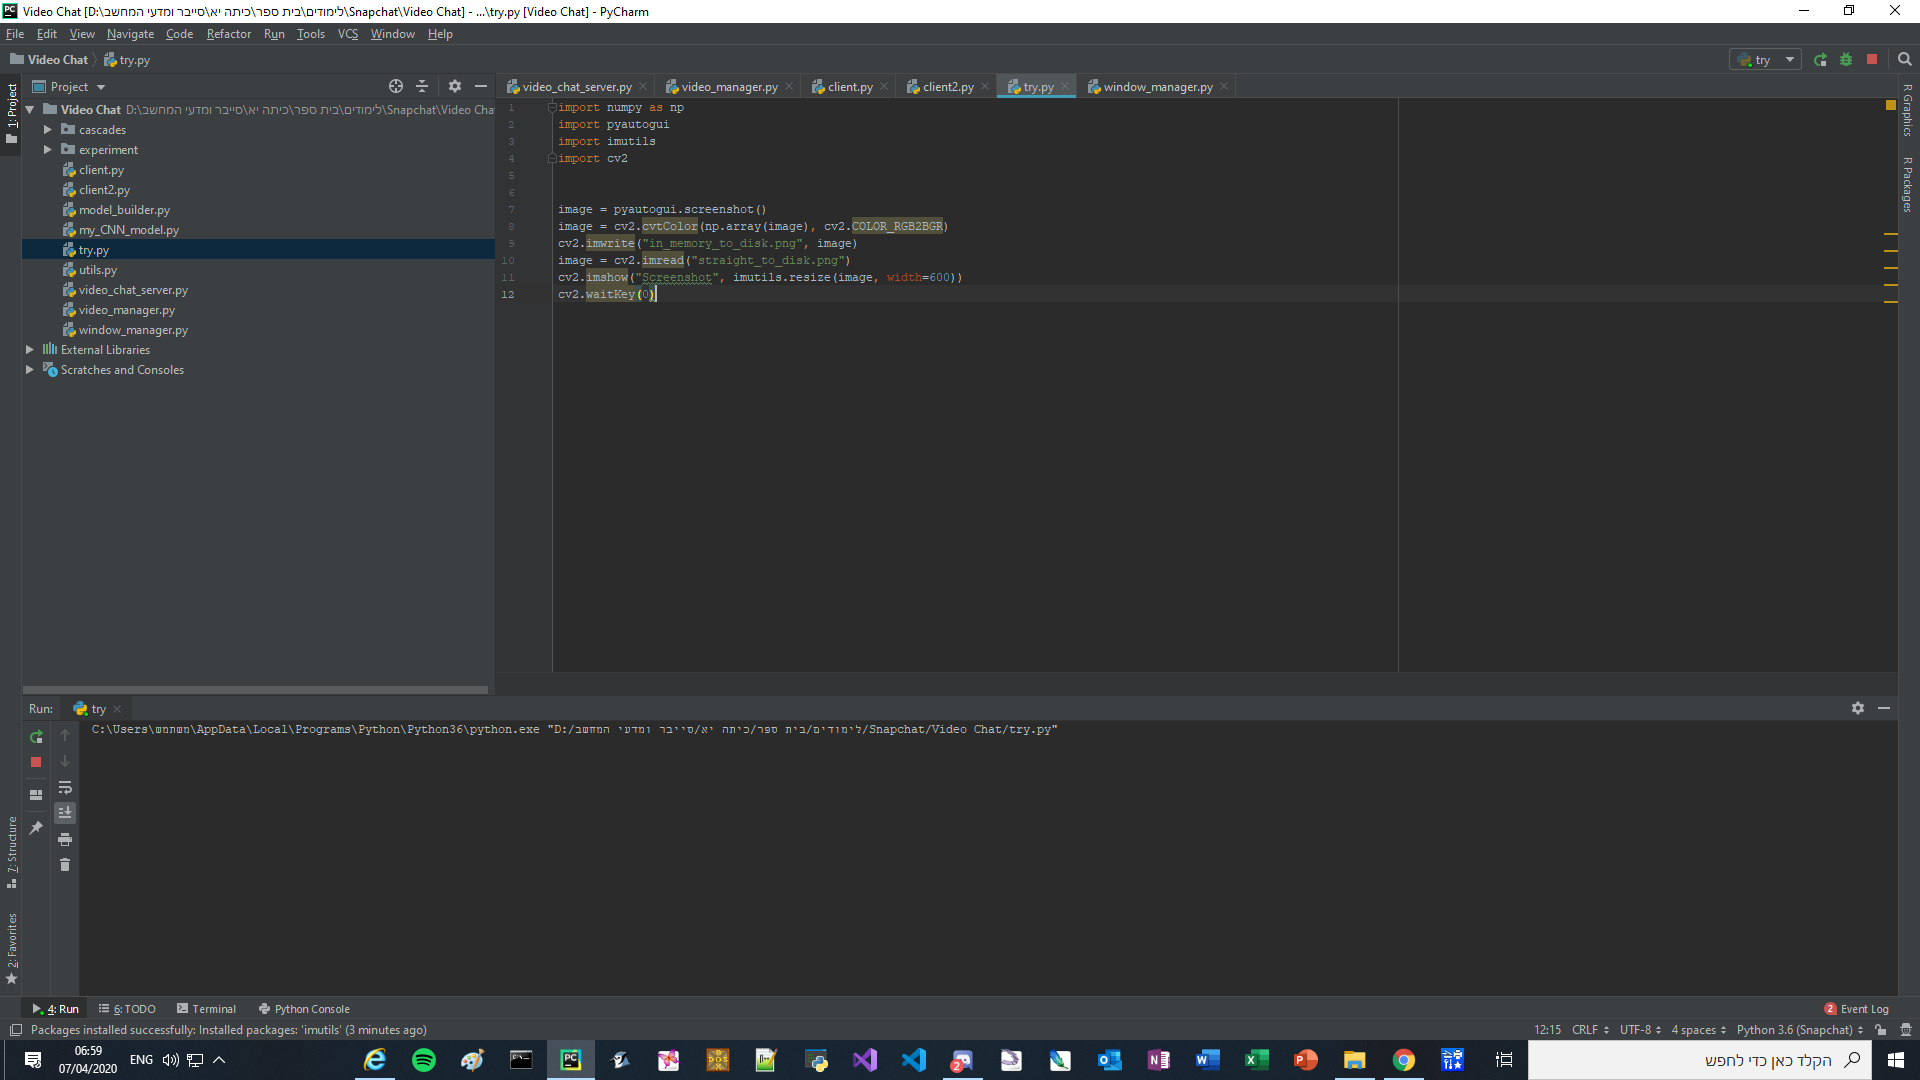 Video Chat [D:\לימודים\בית ספר\כיתה יא\סייבר ומדעי המחשב\Snapchat\Video Chat] - ...\try.py [Video Chat] - PyCharm
File Edit View Navigate Code Refactor Run Tools VCS Window Help
Video Chat try.py
try
Project
video_chat_server.py video_manager.py client.py client2.py try.py window_manager.py
Video Chat D:\לימודים\בית ספר\כיתה יא\סייבר ומדעי המחשב\Snapchat\Video Cha
cascades
experiment
client.py
client2.py
model_builder.py
my_CNN_model.py
try.py
utils.py
video_chat_server.py
video_manager.py
window_manager.py
External Libraries
Scratches and Consoles
1: Project
7: Structure
2: Favorites
R Graphics
R Packages
1 import numpy as np
2 import pyautogui
3 import imutils
4 import cv2
5
6
7 image = pyautogui.screenshot()
8 image = cv2.cvtColor(np.array(image), cv2.COLOR_RGB2BGR)
9 cv2.imwrite("in_memory_to_disk.png", image)
10 image = cv2.imread("straight_to_disk.png")
11 cv2.imshow("Screenshot", imutils.resize(image, width=600))
12 cv2.waitKey(0)
Run: try
C:\Users\משתמש\AppData\Local\Programs\Python\Python36\python.exe "D:/לימודים/בית ספר/כיתה יא/סייבר ומדעי המחשב/Snapchat/Video Chat/try.py"
4: Run 6: TODO Terminal Python Console
2 Event Log
Packages installed successfully: Installed packages: 'imutils' (3 minutes ago)
12:15 CRLF UTF-8 4 spaces Python 3.6 (Snapchat)
06:59
07/04/2020
ENG
הקלד כאן כדי לחפש